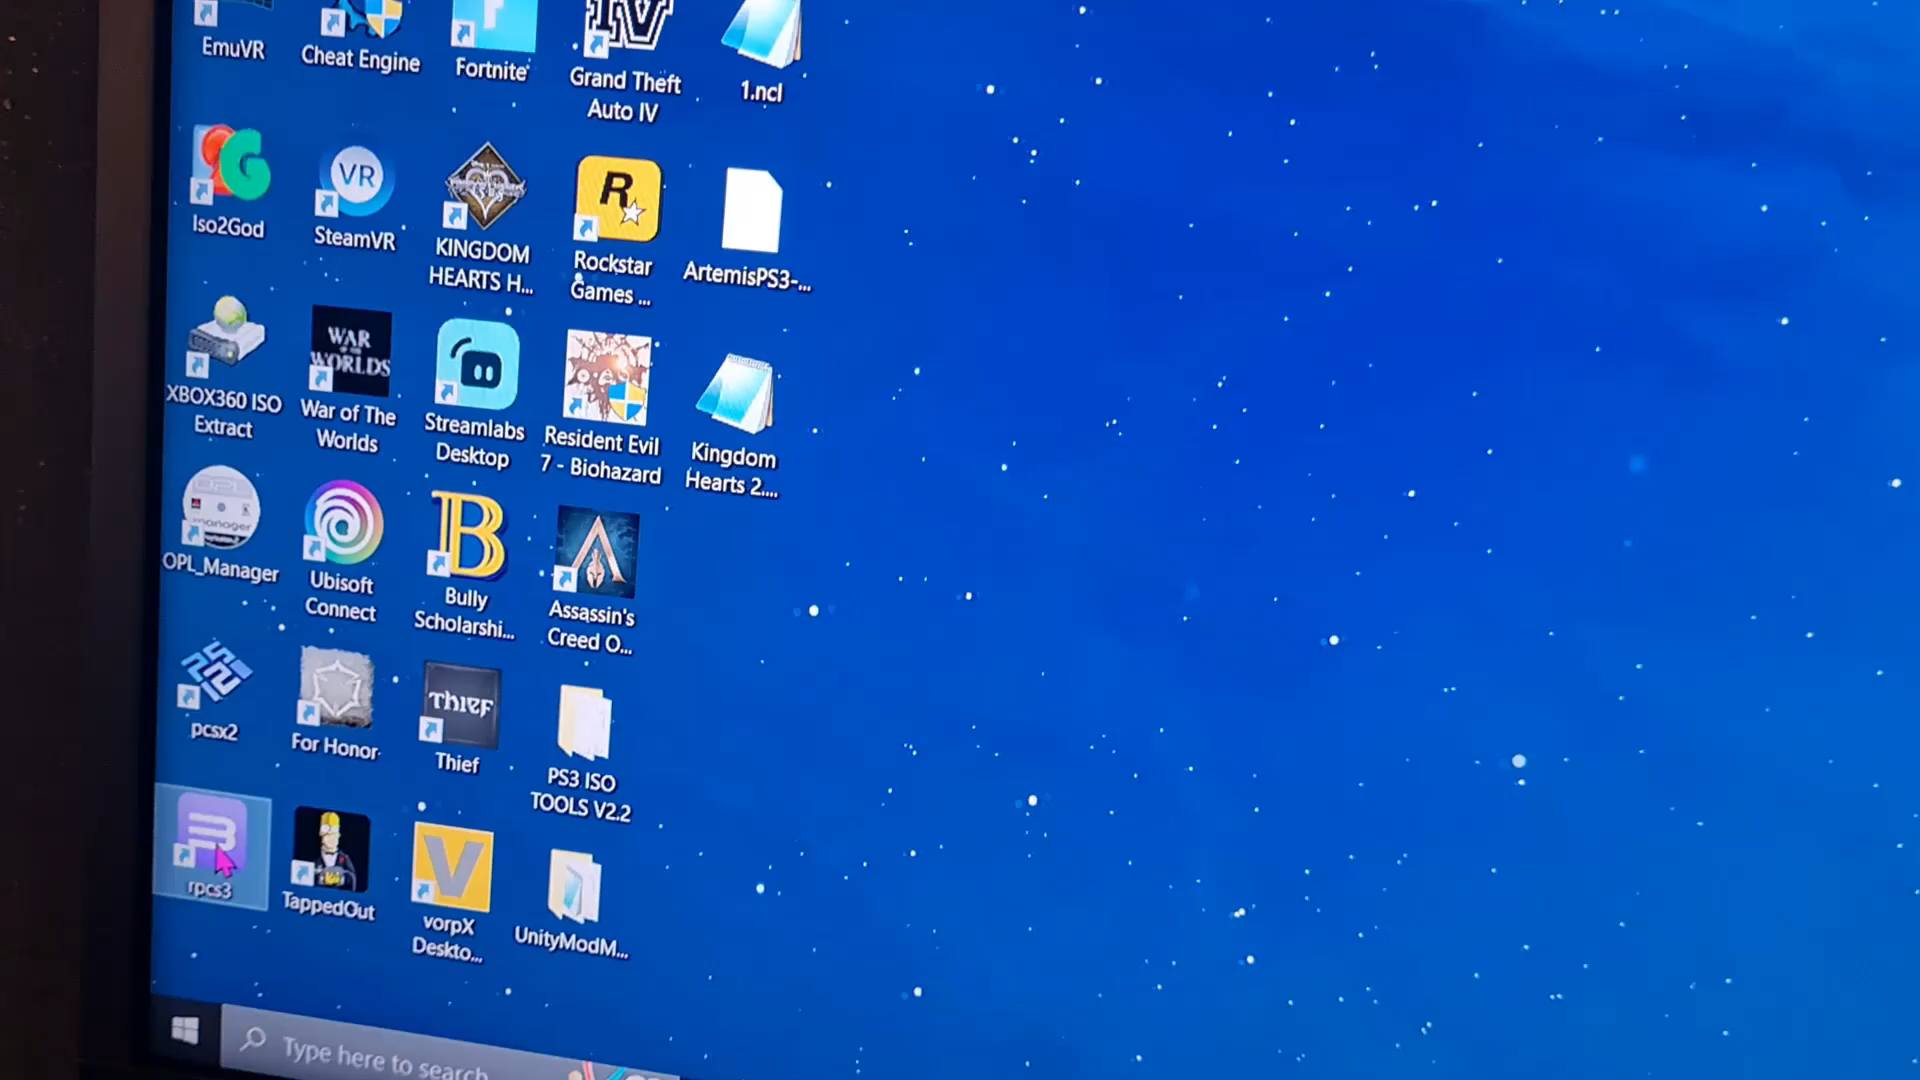 EmuVR
Cheat Engine
Fortnite
IV
Grand Theft
Auto IV
1.ncl
Iso2God
VR
SteamVR
KINGDOM
HEARTS H...
R
Rockstar
Games ...
ArtemisPS3-...
XBOX360 ISO
Extract
WAR
WORLDS
War of The
Worlds
Streamlabs
Desktop
Resident Evil
7 - Biohazard
Kingdom
Hearts 2....
manager
OPL_Manager
Ubisoft
Connect
B
Bully
Scholarshi...
Assassin's
Creed O...
pcsx2
For Honor
THIEF
Thief
PS3 ISO
TOOLS V2.2
rpcs3
TappedOut
V
vorpX
Deskto...
UnityModM...
Type here to search